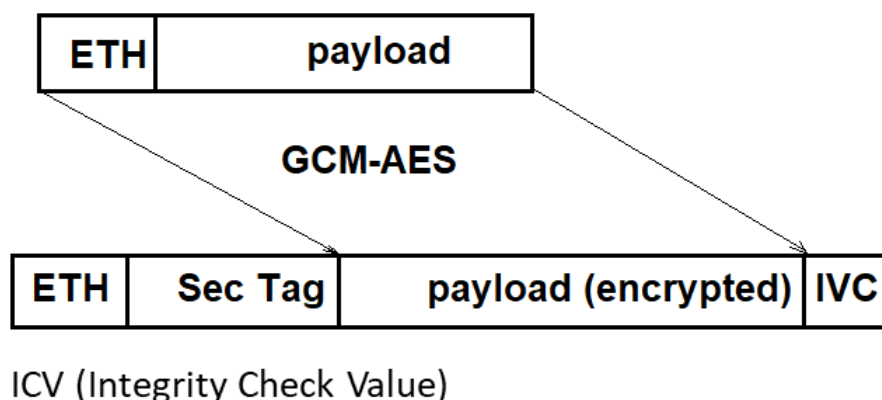 ETH payload
GCM-AES
ETH Sec Tag payload (encrypted) IVC
ICV (Integrity Check Value)